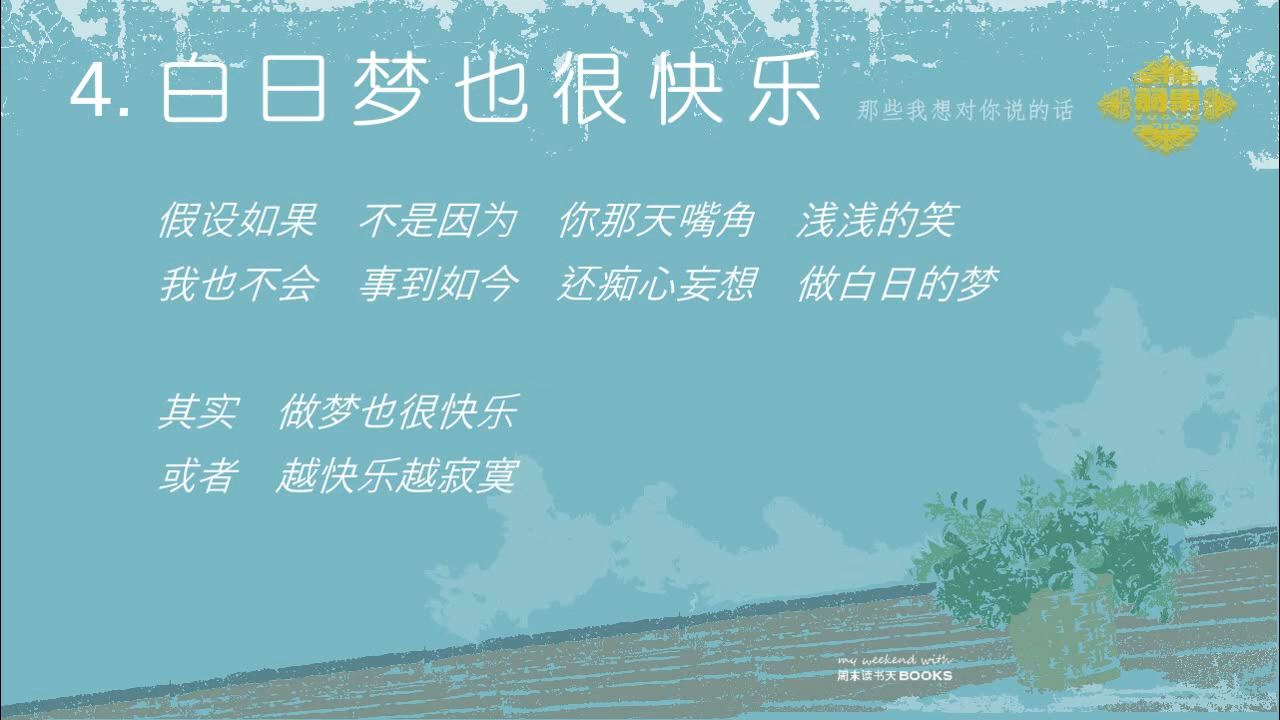 4. 白日梦也很快乐
那些我想对你说的话
假设如果 不是因为 你那天嘴角 浅浅的笑
我也不会 事到如今 还痴心妄想 做白日的梦
其实 做梦也很快乐
或者 越快乐越寂寞
my weekend with
周末读书天BOOKS